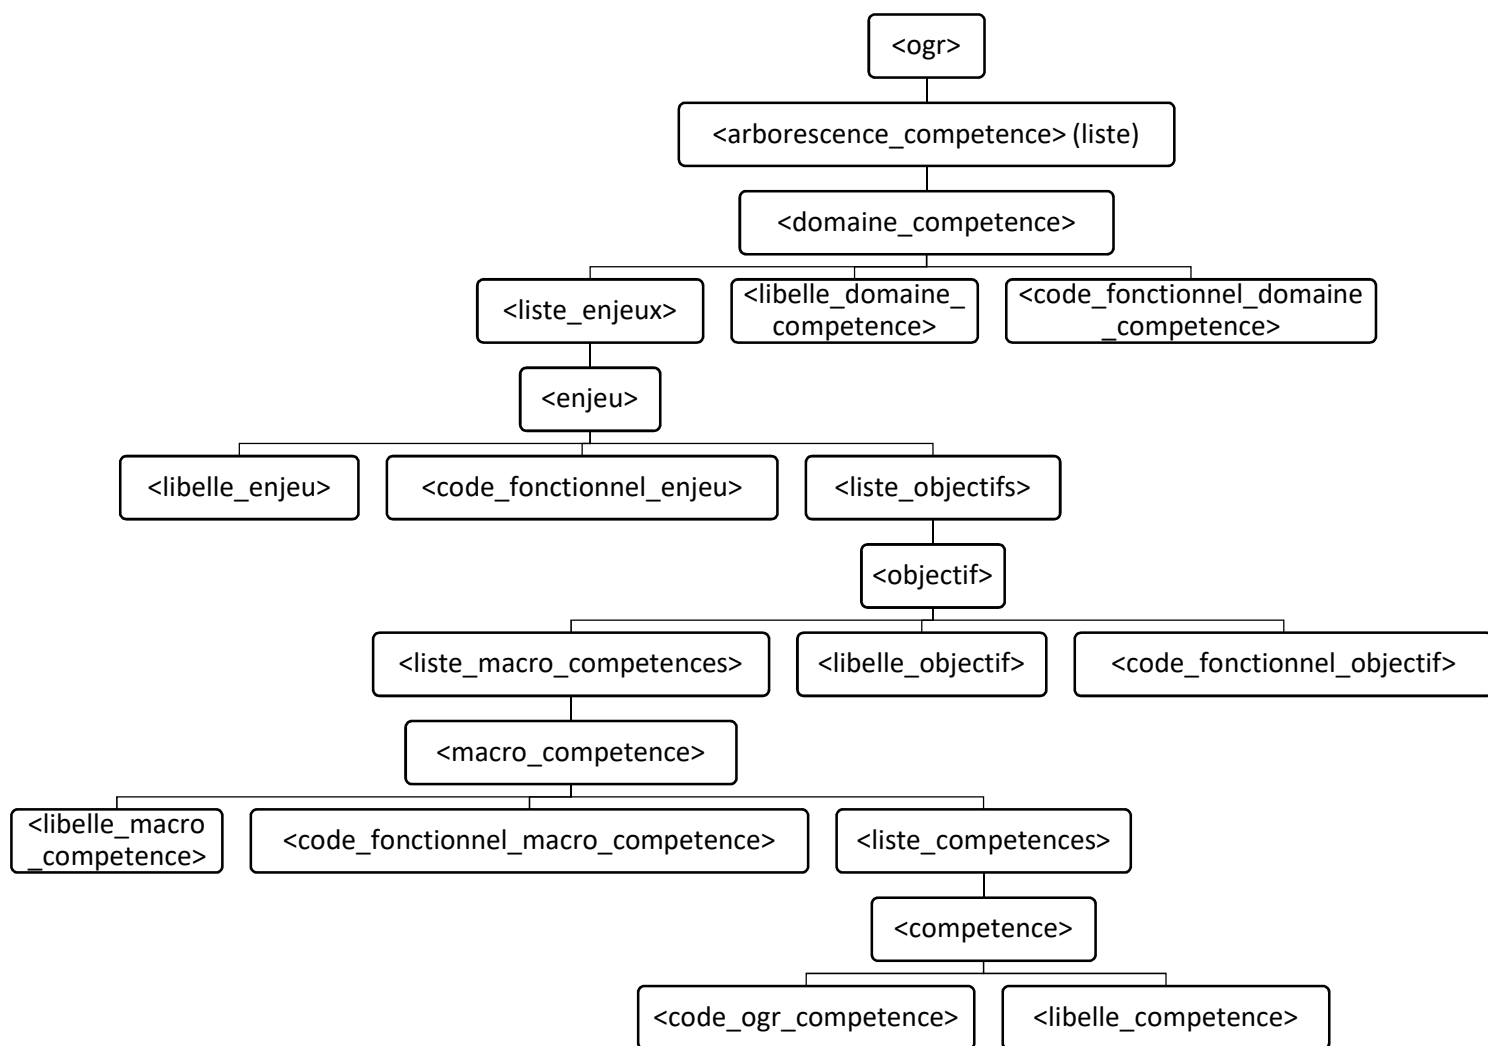 <ogr>
<arborescence_competence> (liste)
<domaine_competence>
<liste_enjeux>
<libelle_domaine_
competence>
<code_fonctionnel_domaine
_competence>
<enjeu>
<libelle_enjeu>
<code_fonctionnel_enjeu>
<liste_objectifs>
<objectif>
<liste_macro_competences>
<libelle_objectif>
<code_fonctionnel_objectif>
<macro_competence>
<libelle_macro
_competence>
<code_fonctionnel_macro_competence>
<liste_competences>
<competence>
<code_ogr_competence>
<libelle_competence>